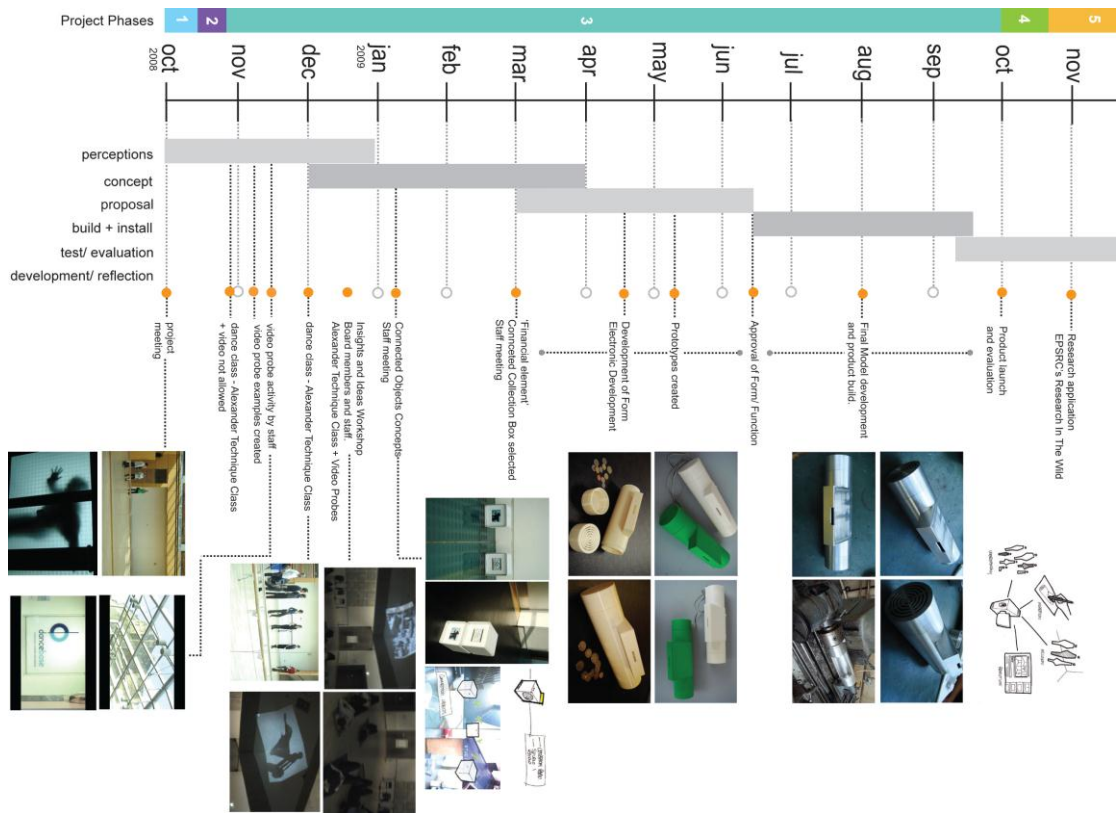 Project Phases
1
2
3
4
5
oct
2008
nov
dec
jan
2009
feb
mar
apr
may
jun
jul
aug
sep
oct
nov
perceptions
concept
proposal
build + install
test/ evaluation
development/ reflection
project
meeting
dance class - Alexander Technique Class
+ video not allowed
video probe examples created
video probe activity by staff
dance class - Alexander Technique Class
Insights and Ideas Workshop
Board members and staff.
Alexander Technique Class + Video Probes
Connected Objects Concepts
Staff meeting
'Financial element'
Connceted Collection Box selected
Staff meeting
Development of Form
Electronic Development
Prototypes created
Approval of Form/ Function
Final Model development
and product build.
Product launch
and evaluation
Research application
EPSRC's Research In The Wild
dancebase